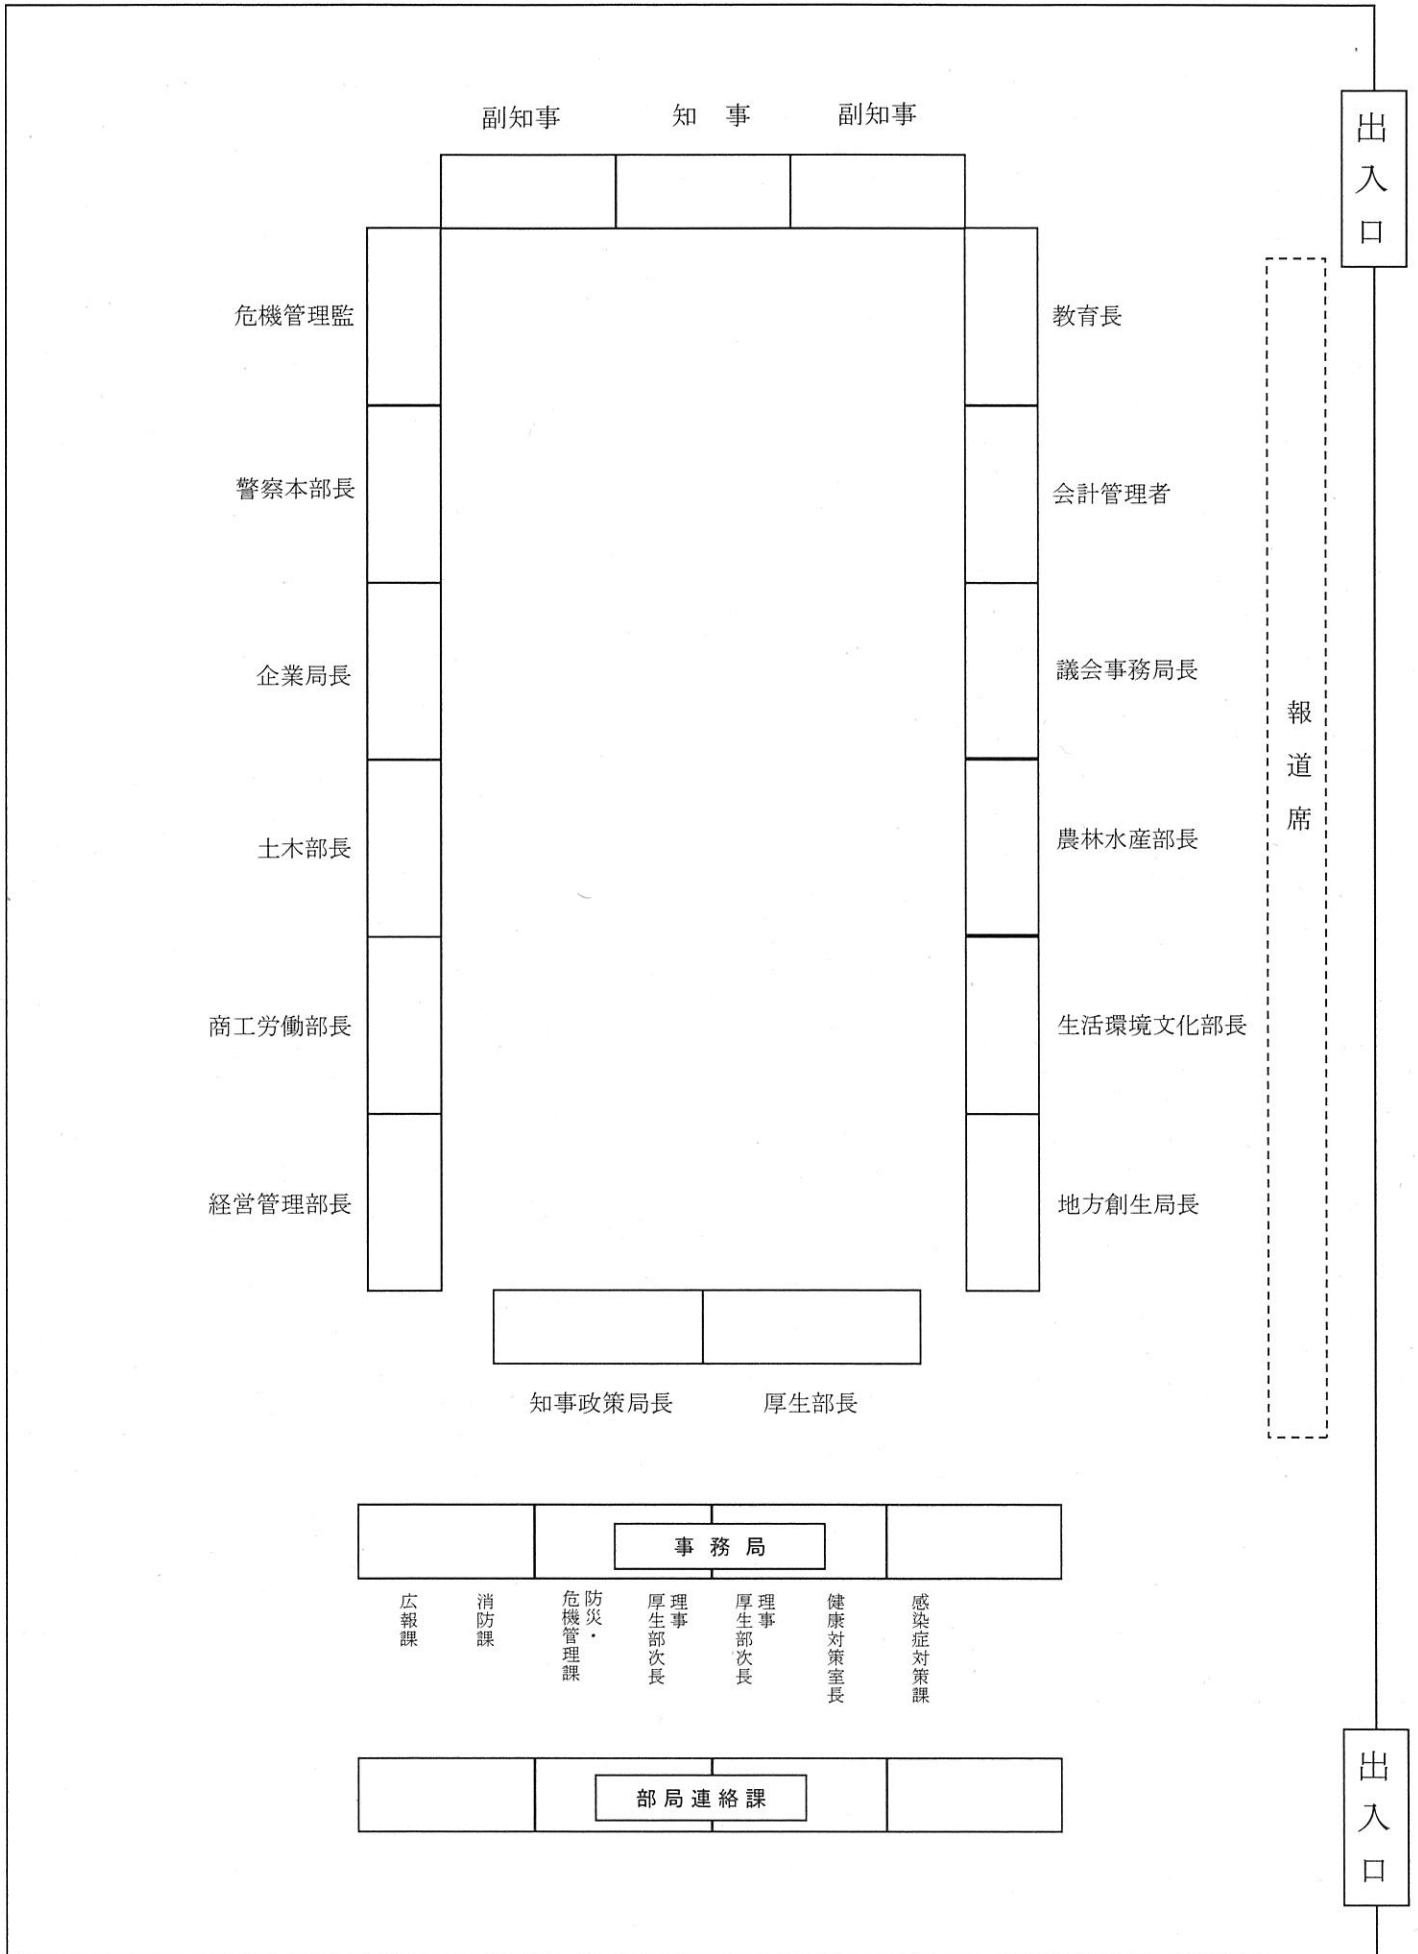 副知事 知 事 副知事
出入口
危機管理監 教育長
警察本部長 会計管理者
企業局長 議会事務局長
報道席
土木部長 農林水産部長
商工労働部長 生活環境文化部長
経営管理部長 地方創生局長
知事政策局長 厚生部長
事務局
広報課
消防課
防災・
危機管理課
理事
厚生部次長
理事
厚生部次長
健康対策室長
感染症対策課
部局連絡課
出入口